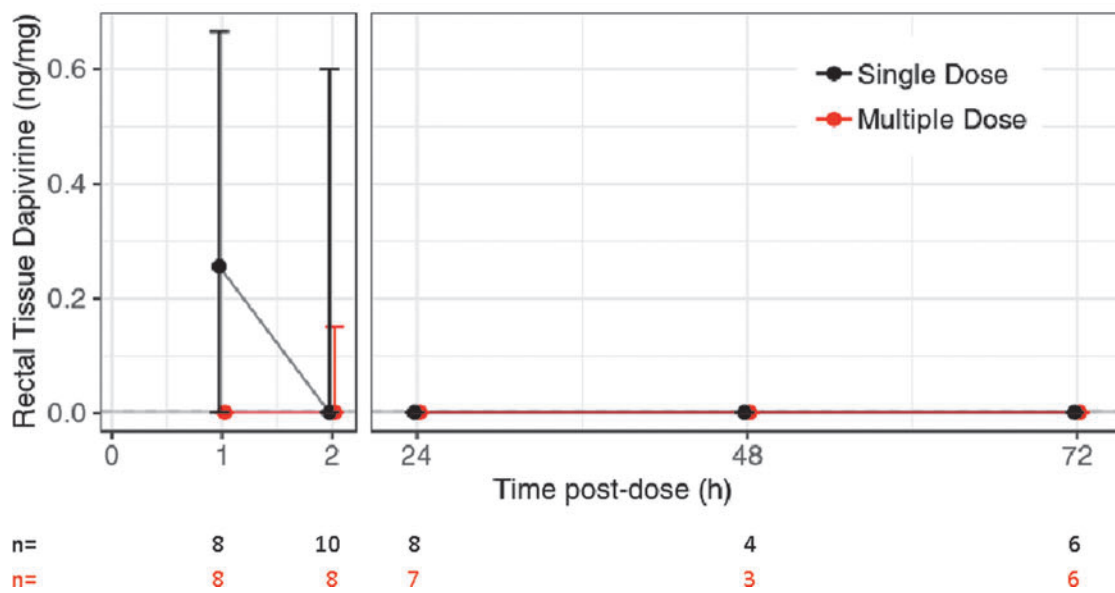 Rectal Tissue Dapivirine (ng/mg)
0.6
0.4
0.2
0.0
Single Dose
Multiple Dose
0 1 2 24 48 72
Time post-dose (h)
n= 8 10 8 4 6
n= 8 8 7 3 6